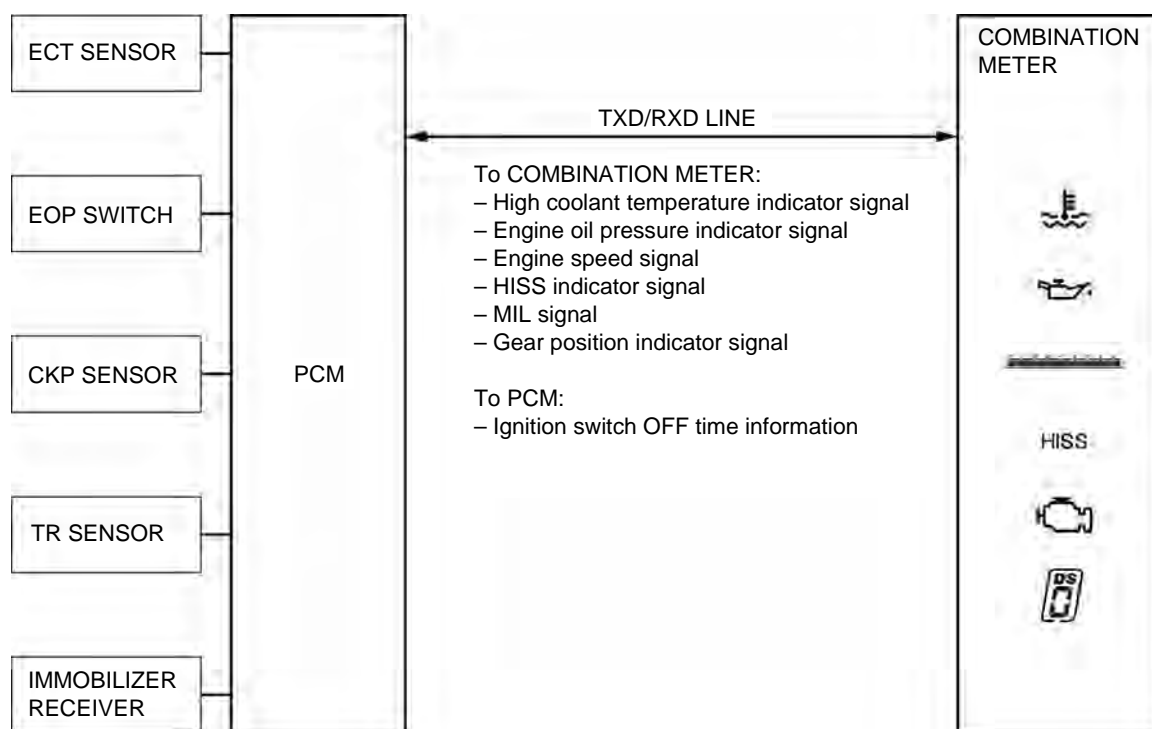 ECT SENSOR
EOP SWITCH
CKP SENSOR
TR SENSOR
IMMOBILIZER
RECEIVER
PCM
TXD/RXD LINE
To COMBINATION METER:
– High coolant temperature indicator signal
– Engine oil pressure indicator signal
– Engine speed signal
– HISS indicator signal
– MIL signal
– Gear position indicator signal
To PCM:
– Ignition switch OFF time information
COMBINATION
METER
HISS
DS